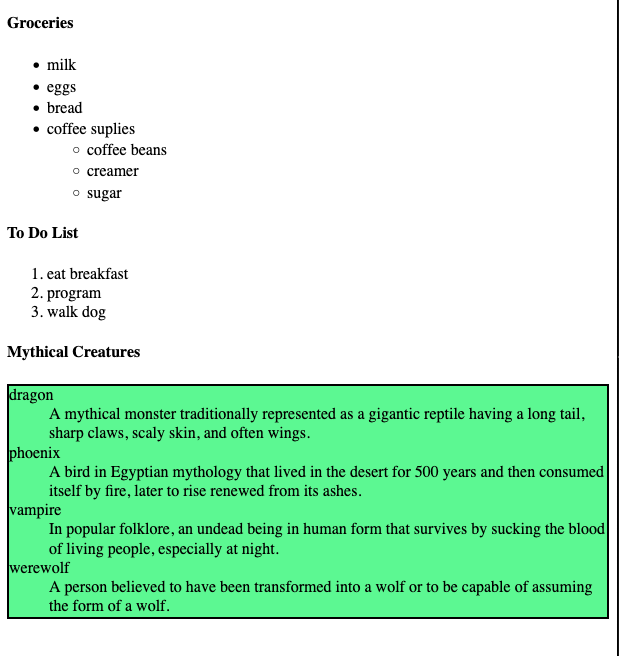 Groceries
milk
eggs
bread
coffee suplies
coffee beans
creamer
sugar
To Do List
1. eat breakfast
2. program
3. walk dog
Mythical Creatures
dragon
A mythical monster traditionally represented as a gigantic reptile having a long tail,
sharp claws, scaly skin, and often wings.
phoenix
A bird in Egyptian mythology that lived in the desert for 500 years and then consumed
itself by fire, later to rise renewed from its ashes.
vampire
In popular folklore, an undead being in human form that survives by sucking the blood
of living people, especially at night.
werewolf
A person believed to have been transformed into a wolf or to be capable of assuming
the form of a wolf.